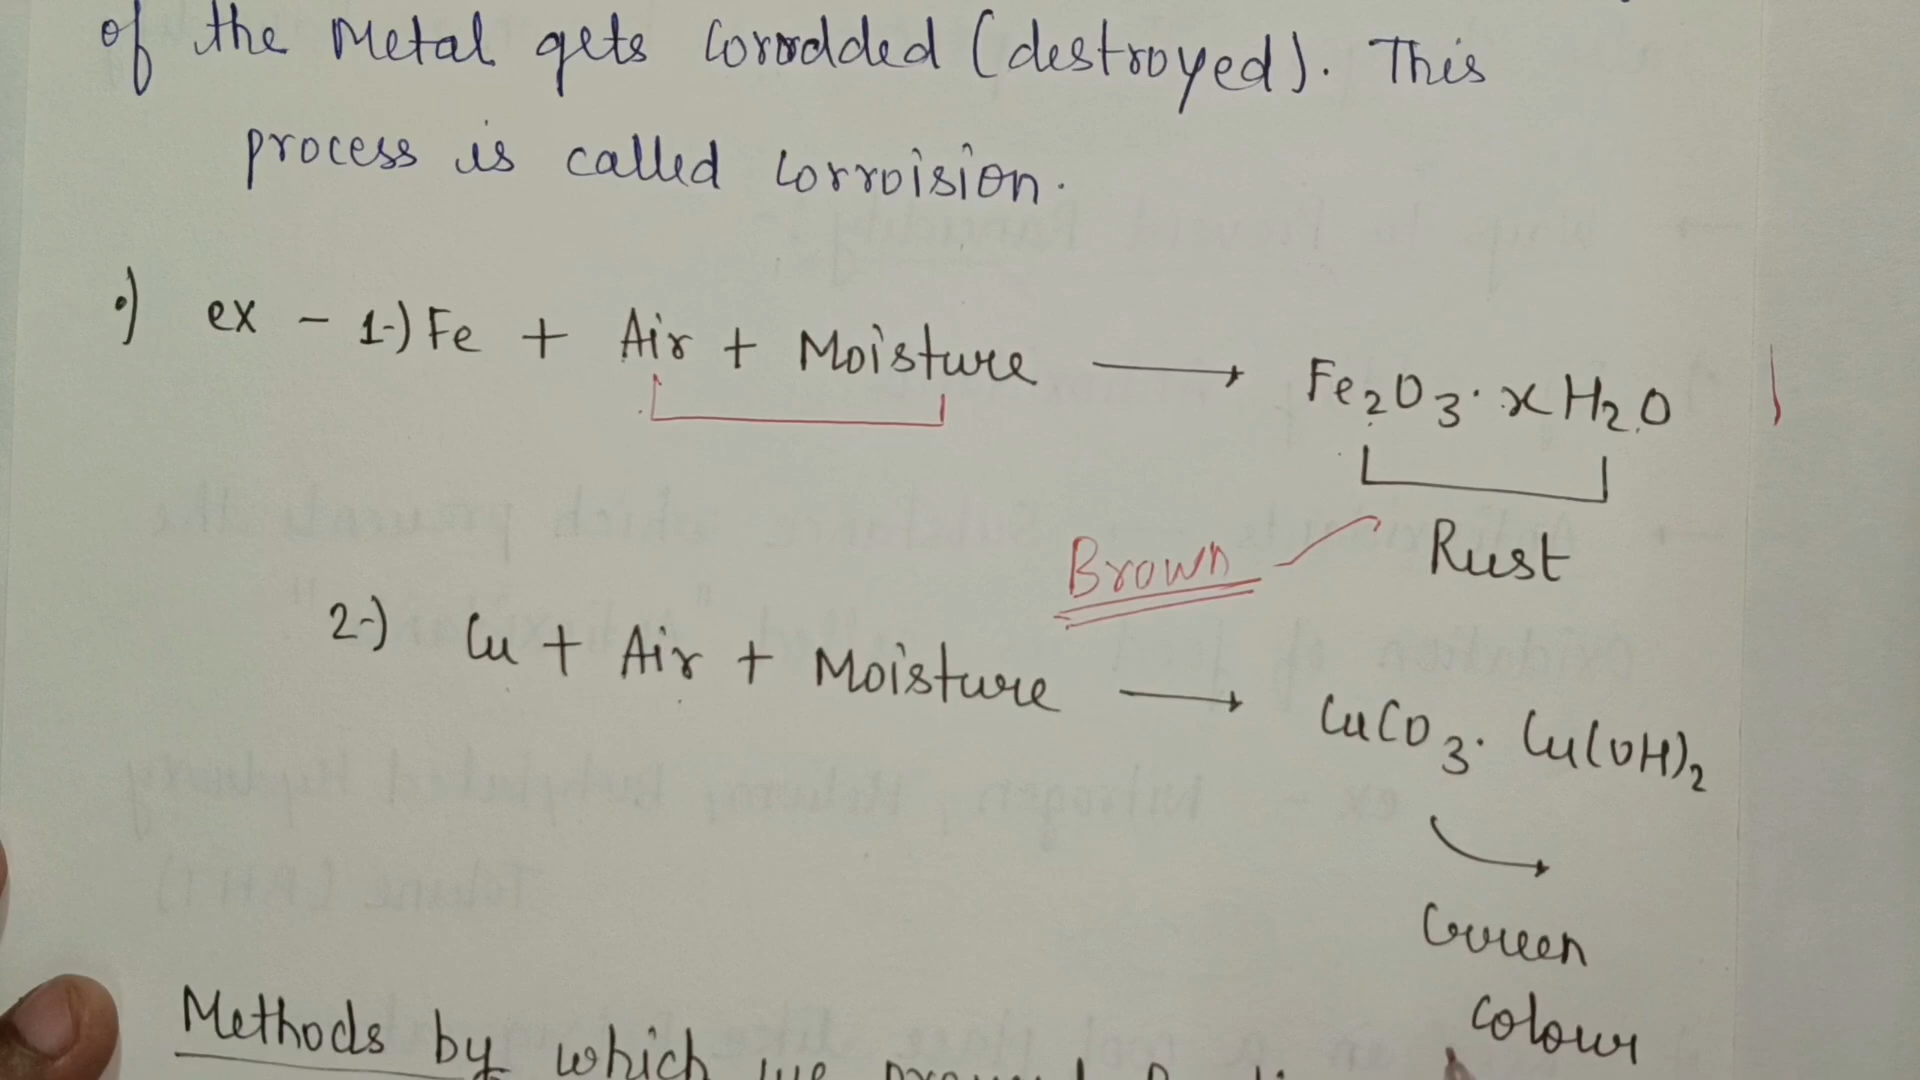 of the Metal gets Corrodded (destroyed). This
process is called Corroision.
•) ex - 1-) Fe + Air + Moisture → Fe₂O₃·xH₂O
Rust
Brown
2-) Cu + Air + Moisture → CuCO₃·Cu(OH)₂
Green
colour
Methods by which we